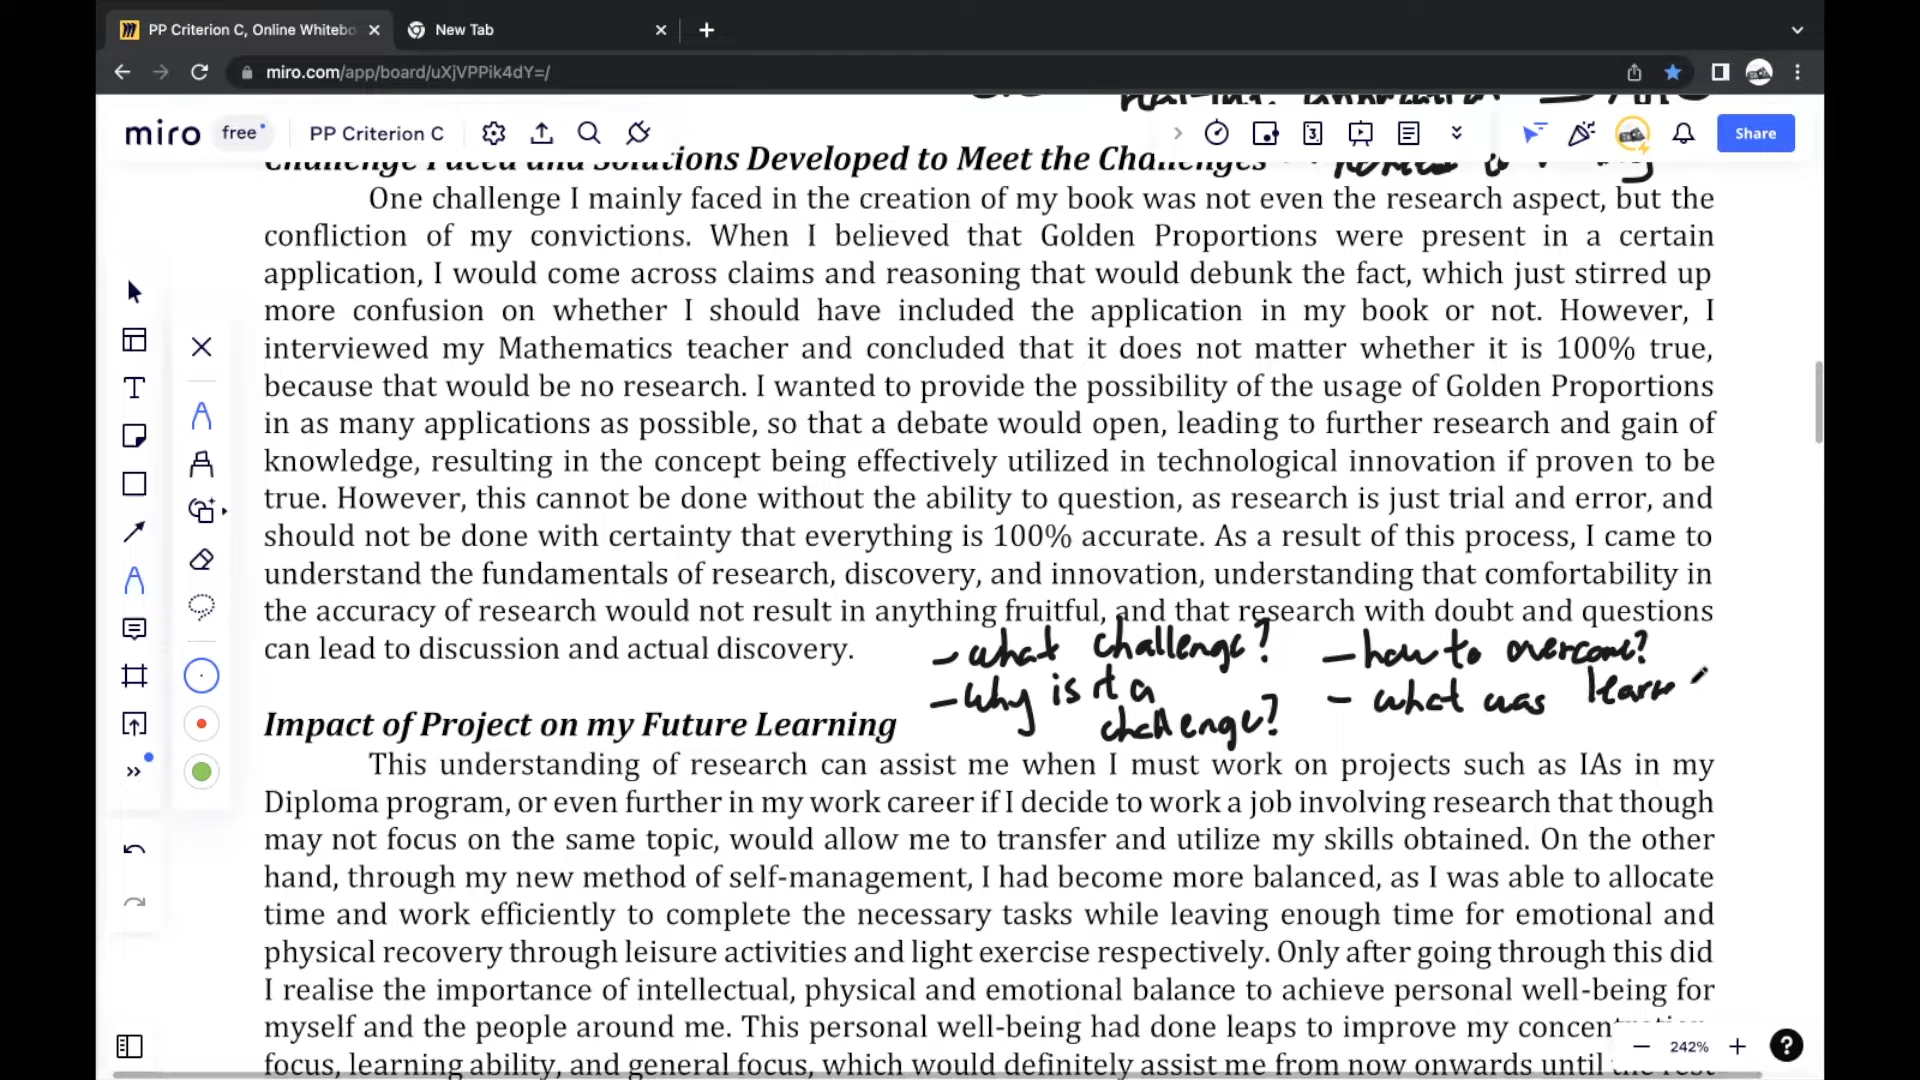 PP Criterion C, Online Whitebo
New Tab
miro.com/app/board/uXjVPPik4dY=/
miro
free
PP Criterion C
3
Share
Challenge Faced and Solutions Developed to Meet the Challenges
One challenge I mainly faced in the creation of my book was not even the research aspect, but the
confliction of my convictions. When I believed that Golden Proportions were present in a certain
application, I would come across claims and reasoning that would debunk the fact, which just stirred up
more confusion on whether I should have included the application in my book or not. However, I
interviewed my Mathematics teacher and concluded that it does not matter whether it is 100% true,
because that would be no research. I wanted to provide the possibility of the usage of Golden Proportions
in as many applications as possible, so that a debate would open, leading to further research and gain of
knowledge, resulting in the concept being effectively utilized in technological innovation if proven to be
true. However, this cannot be done without the ability to question, as research is just trial and error, and
should not be done with certainty that everything is 100% accurate. As a result of this process, I came to
understand the fundamentals of research, discovery, and innovation, understanding that comfortability in
the accuracy of research would not result in anything fruitful, and that research with doubt and questions
can lead to discussion and actual discovery.
- what challenge?
- why is it a
challenge?
- how to overcome?
- what was learn
Impact of Project on my Future Learning
This understanding of research can assist me when I must work on projects such as IAs in my
Diploma program, or even further in my work career if I decide to work a job involving research that though
may not focus on the same topic, would allow me to transfer and utilize my skills obtained. On the other
hand, through my new method of self-management, I had become more balanced, as I was able to allocate
time and work efficiently to complete the necessary tasks while leaving enough time for emotional and
physical recovery through leisure activities and light exercise respectively. Only after going through this did
I realise the importance of intellectual, physical and emotional balance to achieve personal well-being for
myself and the people around me. This personal well-being had done leaps to improve my
focus, learning ability, and general focus, which would definitely assist me from now onwards until
242%